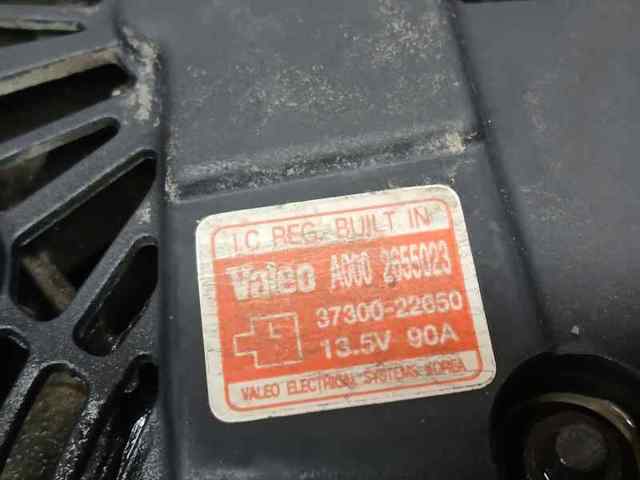 I.C REG. BUILT IN
Valeo A000 2655023
37300-22650
13.5V 90A
VALEO ELECTRICAL SYSTEMS KOREA